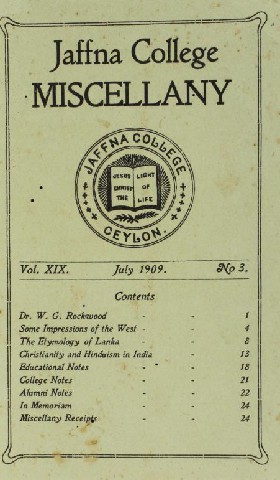 Jaffna College
MISCELLANY
JAFFNA COLLEGE
JESUS CHRIST THE
LIGHT OF LIFE
CEYLON.
Vol. XIX. July 1909. No 3.
Contents
Dr. W. G. Rockwood - - 1
Some Impressions of the West - - 4
The Etymology of Lanka - - 8
Christianity and Hinduism in India - 13
Educational Notes - - 18
College Notes - - 21
Alumni Notes - - 22
In Memoriam - - 24
Miscellany Receipts - - 24